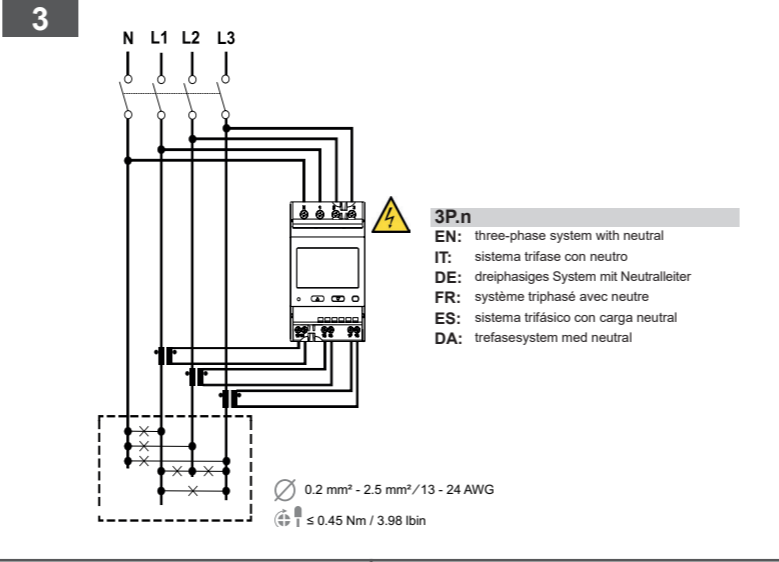 3
N L1 L2 L3
3P.n
EN: three-phase system with neutral
IT: sistema trifase con neutro
DE: dreiphasiges System mit Neutralleiter
FR: système triphasé avec neutre
ES: sistema trifásico con carga neutral
DA: trefasesystem med neutral
0.2 mm² - 2.5 mm²/13 - 24 AWG
≤ 0.45 Nm / 3.98 lbin